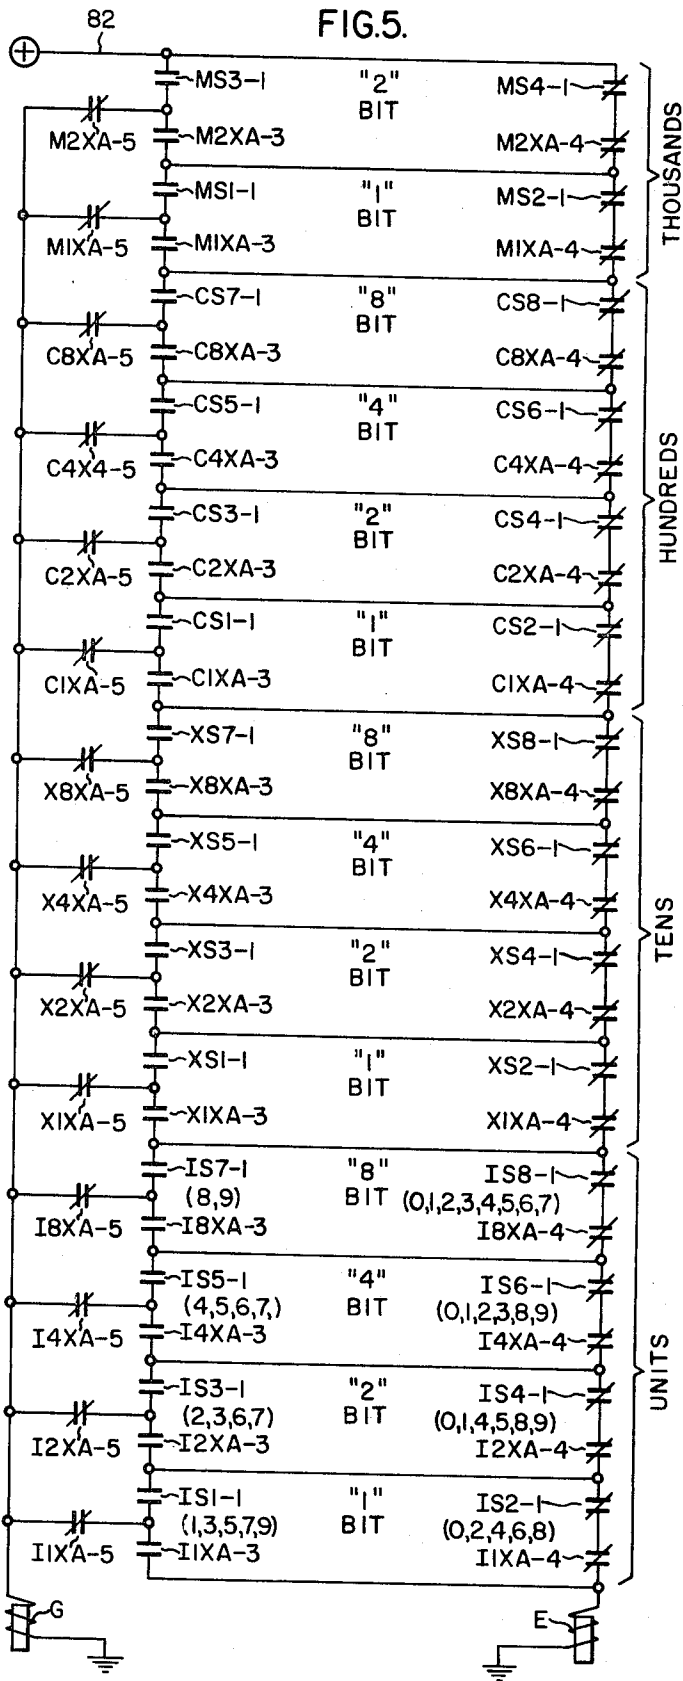 FIG.5.
82
MS3-1 "2" MS4-1
BIT
M2XA-5 M2XA-3 M2XA-4
MS1-1 "1" MS2-1
BIT
M1XA-5 M1XA-3 M1XA-4
THOUSANDS
CS7-1 "8" CS8-1
BIT
C8XA-5 C8XA-3 C8XA-4
CS5-1 "4" CS6-1
BIT
C4X4-5 C4XA-3 C4XA-4
CS3-1 "2" CS4-1
BIT
C2XA-5 C2XA-3 C2XA-4
CS1-1 "1" CS2-1
BIT
C1XA-5 C1XA-3 C1XA-4
HUNDREDS
XS7-1 "8" XS8-1
BIT
X8XA-5 X8XA-3 X8XA-4
XS5-1 "4" XS6-1
BIT
X4XA-5 X4XA-3 X4XA-4
XS3-1 "2" XS4-1
BIT
X2XA-5 X2XA-3 X2XA-4
XS1-1 "1" XS2-1
BIT
X1XA-5 X1XA-3 X1XA-4
TENS
IS7-1 "8" IS8-1
(8,9) BIT (0,1,2,3,4,5,6,7)
I8XA-5 I8XA-3 I8XA-4
IS5-1 "4" IS6-1
(4,5,6,7,) BIT (0,1,2,3,8,9)
I4XA-5 I4XA-3 I4XA-4
IS3-1 "2" IS4-1
(2,3,6,7) BIT (0,1,4,5,8,9)
I2XA-5 I2XA-3 I2XA-4
IS1-1 "1" IS2-1
(1,3,5,7,9) BIT (0,2,4,6,8)
I1XA-5 I1XA-3 I1XA-4
UNITS
G E